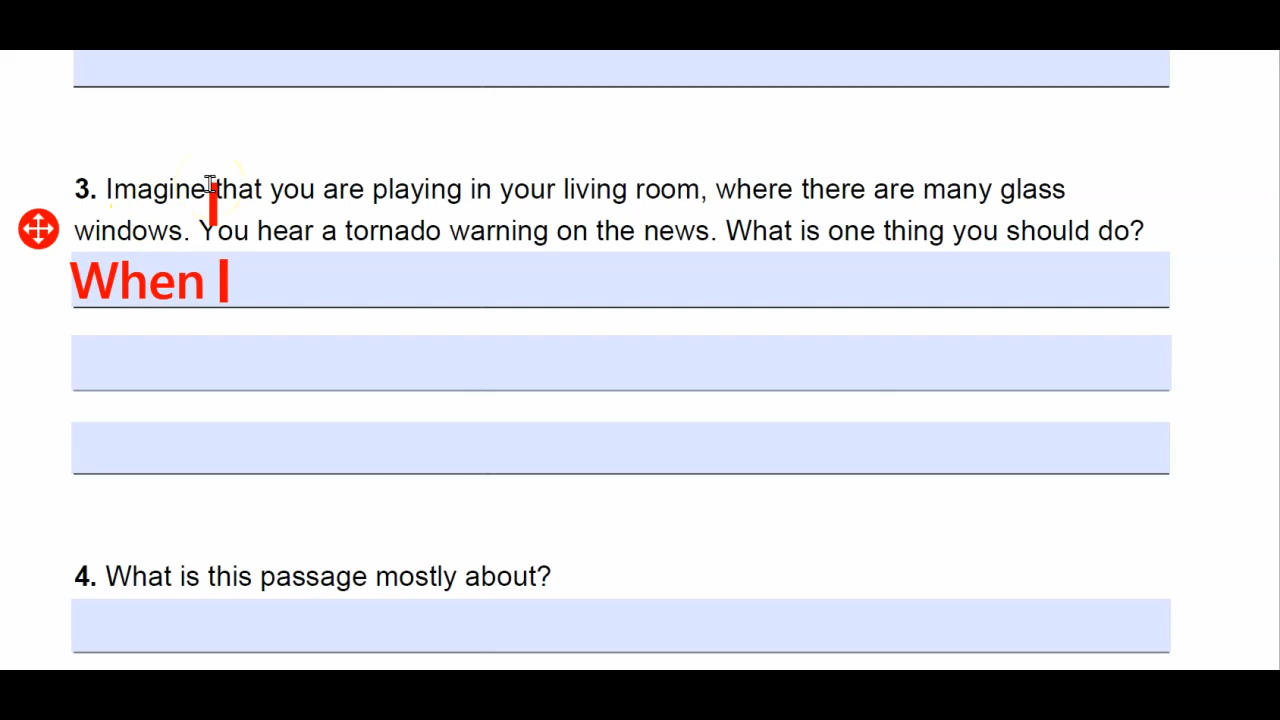 3. Imagine that you are playing in your living room, where there are many glass
windows. You hear a tornado warning on the news. What is one thing you should do?
When I
4. What is this passage mostly about?